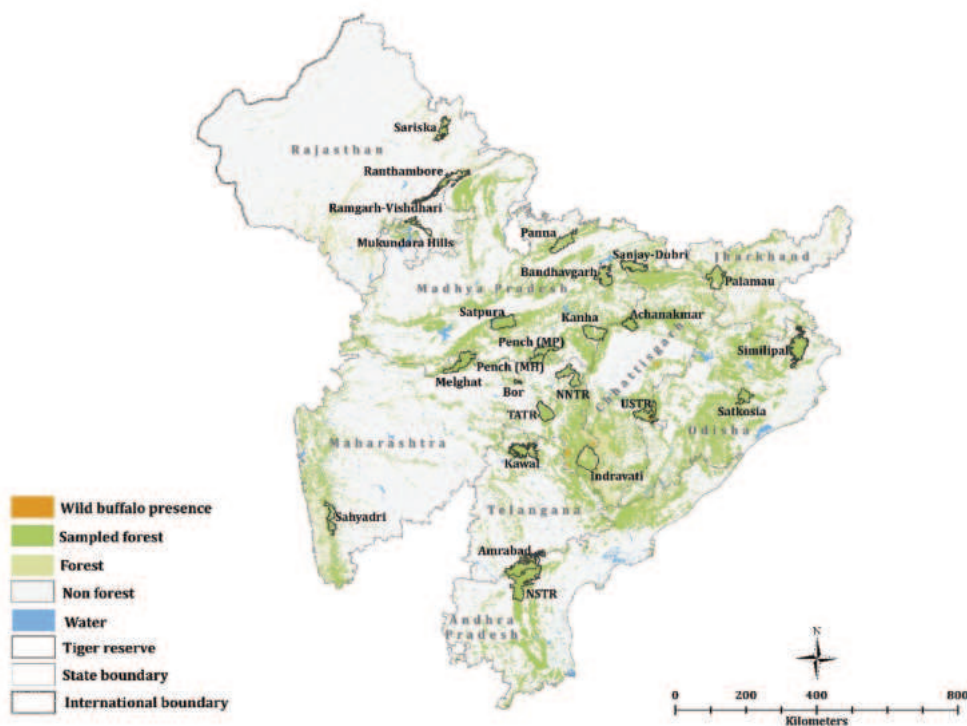 Sariska
Rajasthan
Ranthambore
Ramgarh-Vishdhari
Mukundara Hills
Panna
Sanjay-Dubri
Jharkhand
Bandhavgarh
Palamau
Madhya Pradesh
Satpura
Kanha
Achanakmar
Pench (MP)
Similipal
Pench (MH)
Melghat
Chhattisgarh
Bor
NNTR
TATR
USTR
Satkosia
Odisha
Maharashtra
Kawal
Indravati
Telangana
Sahyadri
Amrabad
NSTR
Andhra
Pradesh
Wild buffalo presence
Sampled forest
Forest
Non forest
Water
Tiger reserve
State boundary
International boundary
N
0 200 400 800
Kilometers